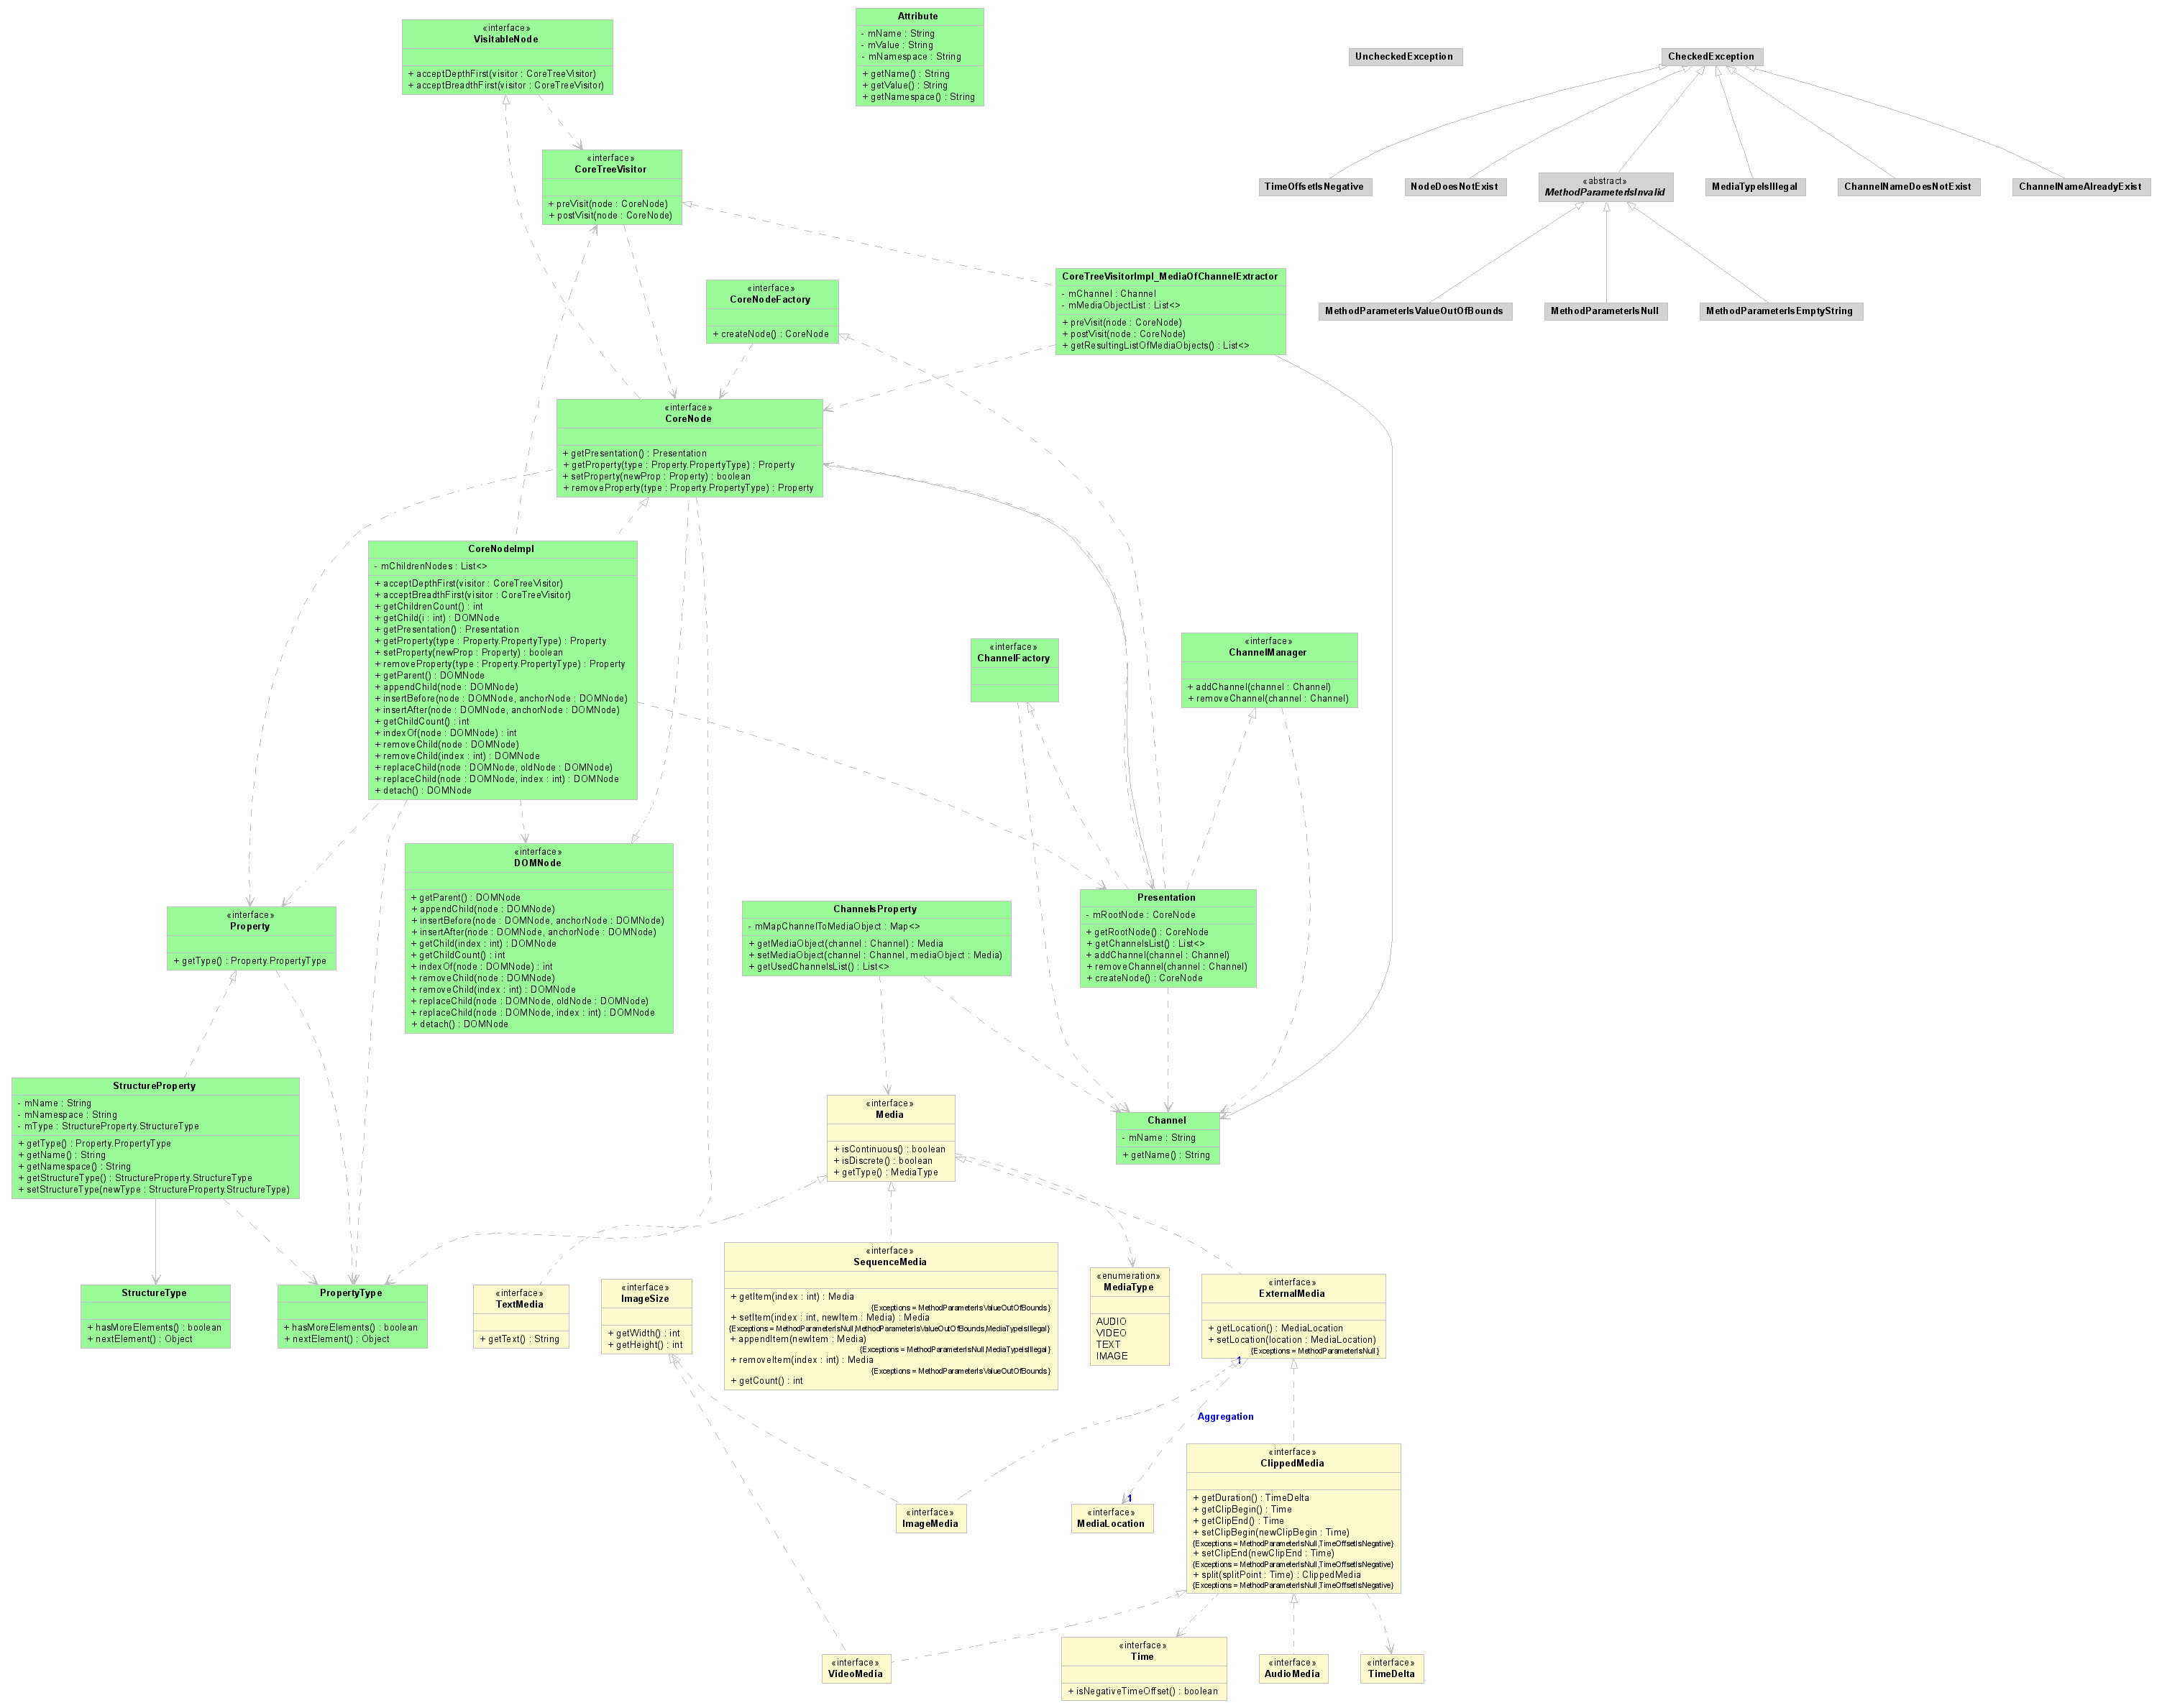 «interface»
VisitableNode
+ acceptDepthFirst(visitor : CoreTreeVisitor)
+ acceptBreadthFirst(visitor : CoreTreeVisitor)
Attribute
- mName : String
- mValue : String
- mNamespace : String
+ getName() : String
+ getValue() : String
+ getNamespace() : String
UncheckedException
CheckedException
«interface»
CoreTreeVisitor
+ preVisit(node : CoreNode)
+ postVisit(node : CoreNode)
TimeOffsetIsNegative
NodeDoesNotExist
«abstract»
MethodParameterIsInvalid
MediaTypeIsIllegal
ChannelNameDoesNotExist
ChannelNameAlreadyExist
«interface»
CoreNodeFactory
+ createNode() : CoreNode
CoreTreeVisitorImpl_MediaOfChannelExtractor
- mChannel : Channel
- mMediaObjectList : List<>
+ preVisit(node : CoreNode)
+ postVisit(node : CoreNode)
+ getResultingListOfMediaObjects() : List<>
MethodParameterIsValueOutOfBounds
MethodParameterIsNull
MethodParameterIsEmptyString
«interface»
CoreNode
+ getPresentation() : Presentation
+ getProperty(type : Property.PropertyType) : Property
+ setProperty(newProp : Property) : boolean
+ removeProperty(type : Property.PropertyType) : Property
CoreNodeImpl
- mChildrenNodes : List<>
+ acceptDepthFirst(visitor : CoreTreeVisitor)
+ acceptBreadthFirst(visitor : CoreTreeVisitor)
+ getChildrenCount() : int
+ getChild(i : int) : DOMNode
+ getPresentation() : Presentation
+ getProperty(type : Property.PropertyType) : Property
+ setProperty(newProp : Property) : boolean
+ removeProperty(type : Property.PropertyType) : Property
+ getParent() : DOMNode
+ appendChild(node : DOMNode)
+ insertBefore(node : DOMNode, anchorNode : DOMNode)
+ insertAfter(node : DOMNode, anchorNode : DOMNode)
+ getChildCount() : int
+ indexOf(node : DOMNode) : int
+ removeChild(node : DOMNode)
+ removeChild(index : int) : DOMNode
+ replaceChild(node : DOMNode, oldNode : DOMNode)
+ replaceChild(node : DOMNode, index : int) : DOMNode
+ detach() : DOMNode
«interface»
ChannelFactory
«interface»
ChannelManager
+ addChannel(channel : Channel)
+ removeChannel(channel : Channel)
«interface»
DOMNode
+ getParent() : DOMNode
+ appendChild(node : DOMNode)
+ insertBefore(node : DOMNode, anchorNode : DOMNode)
+ insertAfter(node : DOMNode, anchorNode : DOMNode)
+ getChild(index : int) : DOMNode
+ getChildCount() : int
+ indexOf(node : DOMNode) : int
+ removeChild(node : DOMNode)
+ removeChild(index : int) : DOMNode
+ replaceChild(node : DOMNode, oldNode : DOMNode)
+ replaceChild(node : DOMNode, index : int) : DOMNode
+ detach() : DOMNode
«interface»
Property
+ getType() : Property.PropertyType
ChannelsProperty
- mMapChannelToMediaObject : Map<>
+ getMediaObject(channel : Channel) : Media
+ setMediaObject(channel : Channel, mediaObject : Media)
+ getUsedChannelsList() : List<>
Presentation
- mRootNode : CoreNode
+ getRootNode() : CoreNode
+ getChannelsList() : List<>
+ addChannel(channel : Channel)
+ removeChannel(channel : Channel)
+ createNode() : CoreNode
StructureProperty
- mName : String
- mNamespace : String
- mType : StructureProperty.StructureType
+ getType() : Property.PropertyType
+ getName() : String
+ getNamespace() : String
+ getStructureType() : StructureProperty.StructureType
+ setStructureType(newType : StructureProperty.StructureType)
«interface»
Media
+ isContinuous() : boolean
+ isDiscrete() : boolean
+ getType() : MediaType
Channel
- mName : String
+ getName() : String
StructureType
+ hasMoreElements() : boolean
+ nextElement() : Object
PropertyType
+ hasMoreElements() : boolean
+ nextElement() : Object
«interface»
TextMedia
+ getText() : String
«interface»
ImageSize
+ getWidth() : int
+ getHeight() : int
«interface»
SequenceMedia
+ getItem(index : int) : Media
{Exceptions = MethodParameterIsValueOutOfBounds}
+ setItem(index : int, newItem : Media) : Media
{Exceptions = MethodParameterIsNull,MethodParameterIsValueOutOfBounds,MediaTypeIsIllegal}
+ appendItem(newItem : Media)
{Exceptions = MethodParameterIsNull,MediaTypeIsIllegal}
+ removeItem(index : int) : Media
{Exceptions = MethodParameterIsValueOutOfBounds}
+ getCount() : int
«enumeration»
MediaType
AUDIO
VIDEO
TEXT
IMAGE
«interface»
ExternalMedia
+ getLocation() : MediaLocation
+ setLocation(location : MediaLocation)
{Exceptions = MethodParameterIsNull}
1
Aggregation
1
«interface»
ImageMedia
«interface»
MediaLocation
«interface»
ClippedMedia
+ getDuration() : TimeDelta
+ getClipBegin() : Time
+ getClipEnd() : Time
+ setClipBegin(newClipBegin : Time)
{Exceptions = MethodParameterIsNull,TimeOffsetIsNegative}
+ setClipEnd(newClipEnd : Time)
{Exceptions = MethodParameterIsNull,TimeOffsetIsNegative}
+ split(splitPoint : Time) : ClippedMedia
{Exceptions = MethodParameterIsNull,TimeOffsetIsNegative}
«interface»
VideoMedia
«interface»
Time
+ isNegativeTimeOffset() : boolean
«interface»
AudioMedia
«interface»
TimeDelta